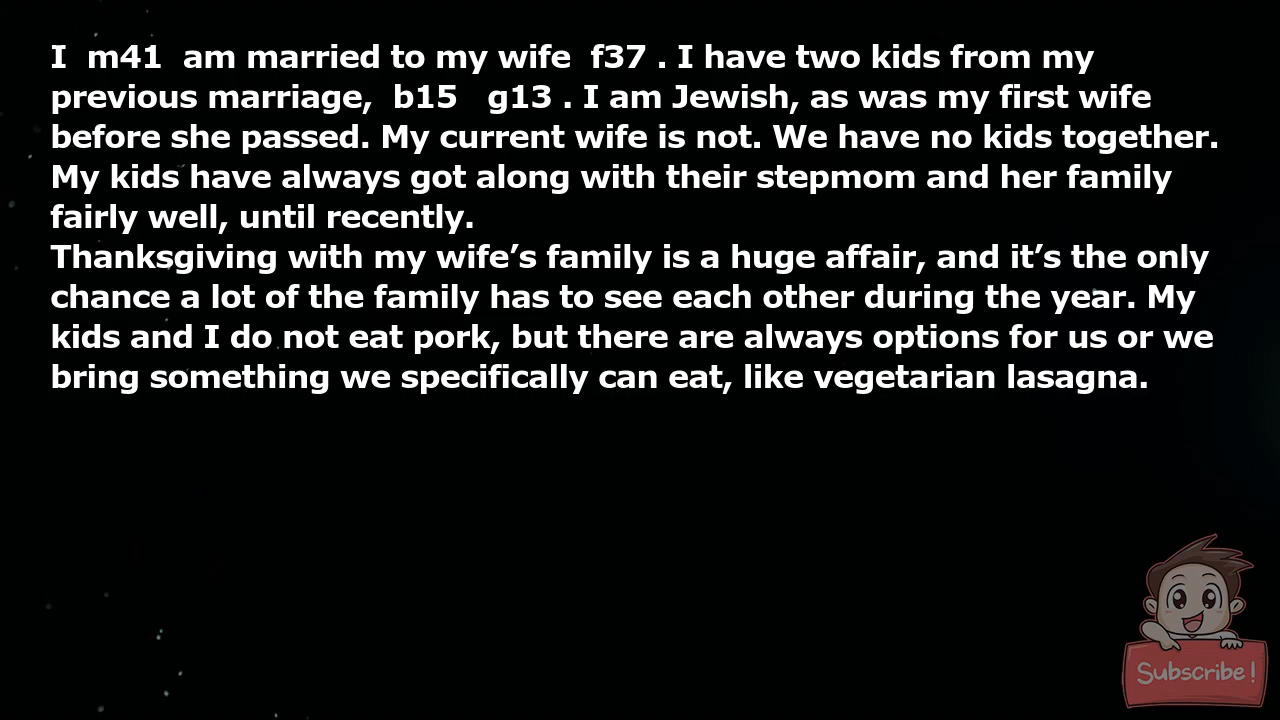 I  m41  am married to my wife  f37 . I have two kids from my
previous marriage,  b15   g13 . I am Jewish, as was my first wife
before she passed. My current wife is not. We have no kids together.
My kids have always got along with their stepmom and her family
fairly well, until recently.
Thanksgiving with my wife’s family is a huge affair, and it’s the only
chance a lot of the family has to see each other during the year. My
kids and I do not eat pork, but there are always options for us or we
bring something we specifically can eat, like vegetarian lasagna.
Subscribe!